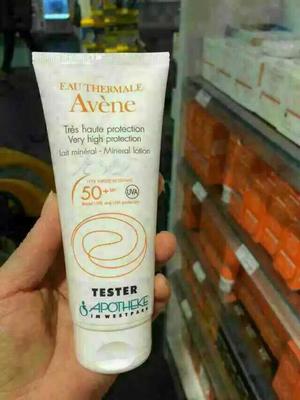 EAU THERMALE
Avène
Très haute protection
Very high protection
Lait minéral - Mineral lotion
50+
UVA
TESTER
APOTHEKE
IM WESTPARK